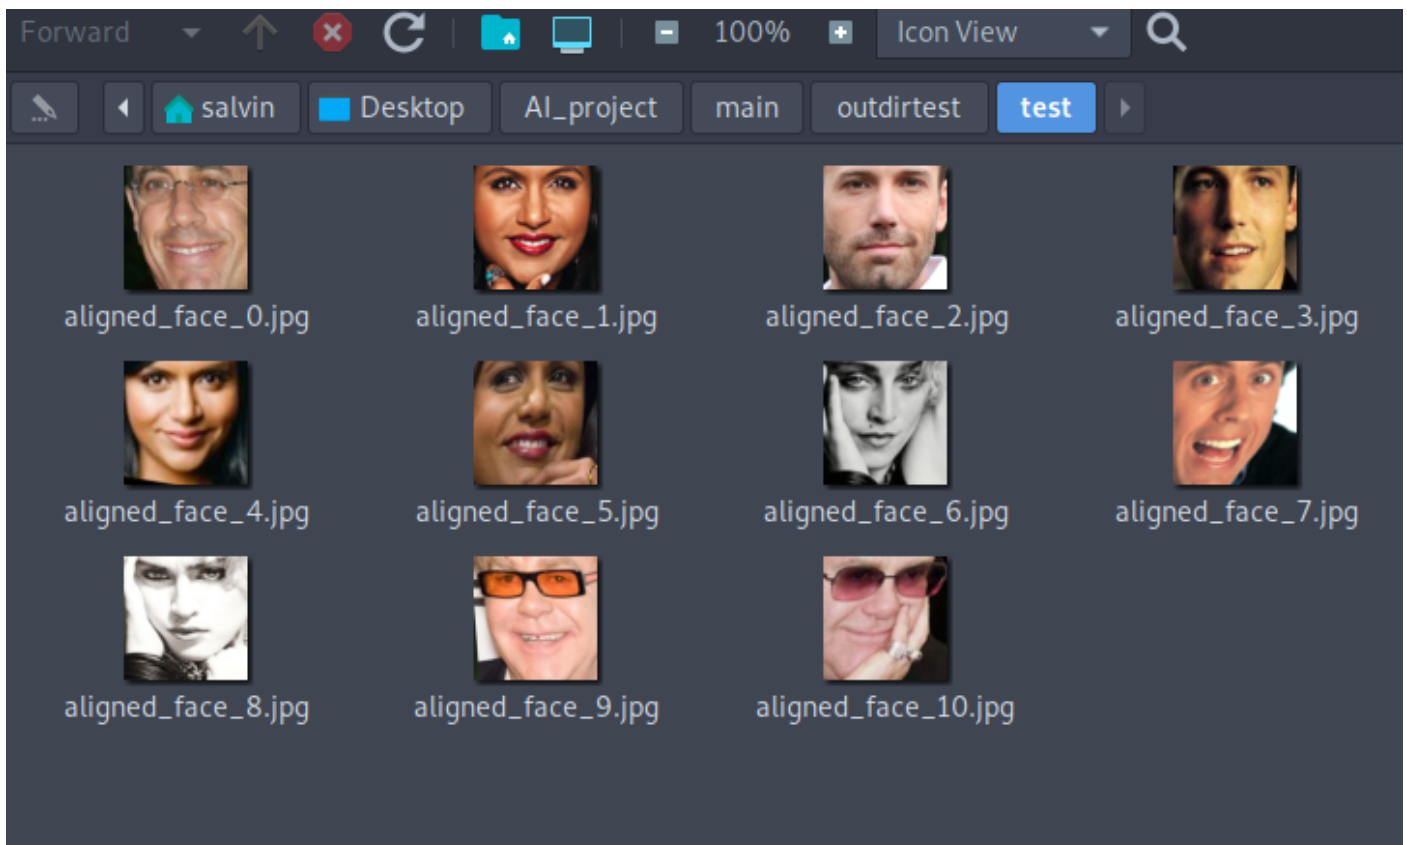 Forward 100% Icon View
salvin Desktop AI_project main outdirtest test
aligned_face_0.jpg aligned_face_1.jpg aligned_face_2.jpg aligned_face_3.jpg
aligned_face_4.jpg aligned_face_5.jpg aligned_face_6.jpg aligned_face_7.jpg
aligned_face_8.jpg aligned_face_9.jpg aligned_face_10.jpg